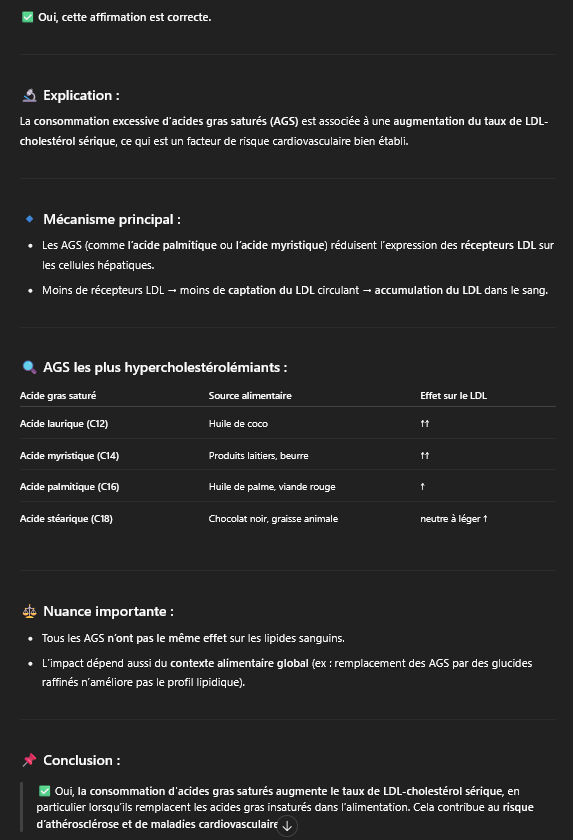 ✅ Oui, cette affirmation est correcte.
🔬 Explication :
La consommation excessive d'acides gras saturés (AGS) est associée à une augmentation du taux de LDL-
cholestérol sérique, ce qui est un facteur de risque cardiovasculaire bien établi.
🔹 Mécanisme principal :
• Les AGS (comme l'acide palmitique ou l'acide myristique) réduisent l'expression des récepteurs LDL sur
les cellules hépatiques.
• Moins de récepteurs LDL → moins de captation du LDL circulant → accumulation du LDL dans le sang.
🔍 AGS les plus hypercholestérolémiants :
Acide gras saturé Source alimentaire Effet sur le LDL
Acide laurique (C12) Huile de coco ↑↑
Acide myristique (C14) Produits laitiers, beurre ↑↑
Acide palmitique (C16) Huile de palme, viande rouge ↑
Acide stéarique (C18) Chocolat noir, graisse animale neutre à léger ↑
⚖️ Nuance importante :
• Tous les AGS n'ont pas le même effet sur les lipides sanguins.
• L'impact dépend aussi du contexte alimentaire global (ex : remplacement des AGS par des glucides
raffinés n'améliore pas le profil lipidique).
📌 Conclusion :
✅ Oui, la consommation d'acides gras saturés augmente le taux de LDL-cholestérol sérique, en
particulier lorsqu'ils remplacent les acides gras insaturés dans l'alimentation. Cela contribue au risque
d'athérosclérose et de maladies cardiovasculaire